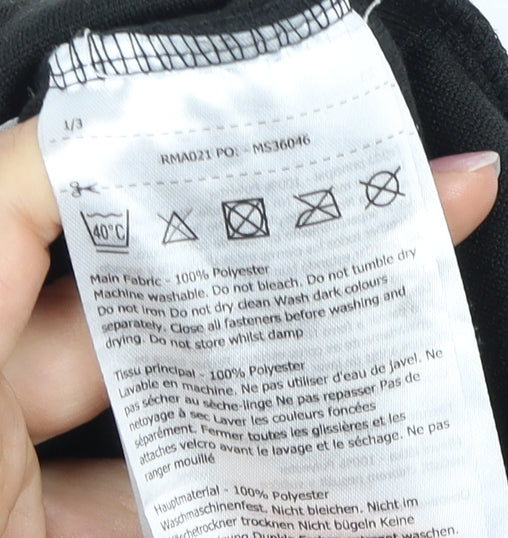 1/3
RMA021 PO: - MS36046
40°C
Main Fabric - 100% Polyester
Machine washable. Do not bleach. Do not tumble dry
Do not iron Do not dry clean Wash dark colours
separately. Close all fasteners before washing and
drying. Do not store whilst damp
Tissu principal - 100% Polyester
Lavable en machine. Ne pas utiliser d'eau de javel. Ne
pas sécher au sèche-linge Ne pas repasser Pas de
netoyage à sec Laver les couleurs foncées
séparément. Fermer toutes les glissières et les
attaches velcro avant le lavage et le séchage. Ne pas
ranger mouillé
Hauptmaterial - 100% Polyester
Waschmaschinenfest. Nicht bleichen. Nicht im
Wäschetrockner trocknen Nicht bügeln Keine
waschen.